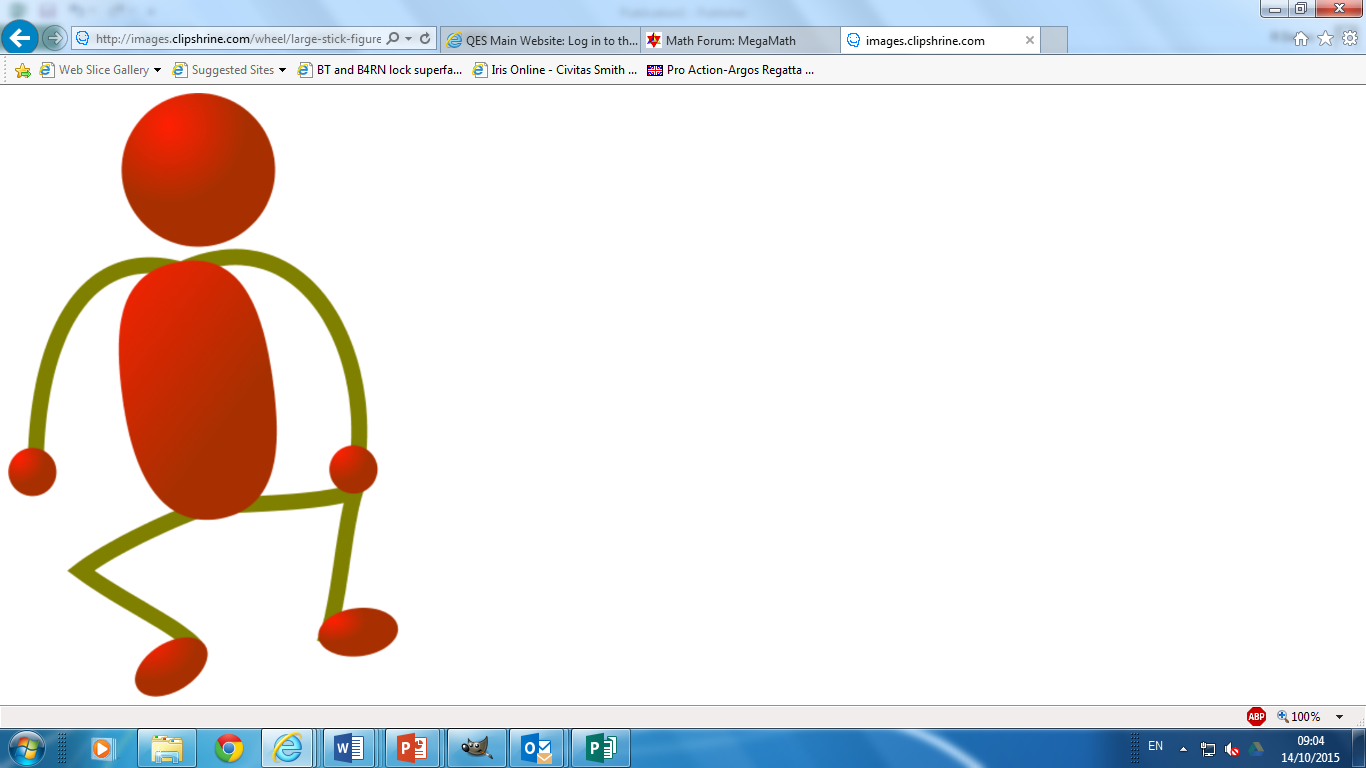 http://images.clipshrine.com/wheel/large-stick-figure
QES Main Website: Log in to th...
Math Forum: MegaMath
images.clipshrine.com
Web Slice Gallery
Suggested Sites
BT and B4RN lock superfa...
Iris Online - Civitas Smith ...
Pro Action-Argos Regatta ...
ABP
100%
EN
09:04
14/10/2015